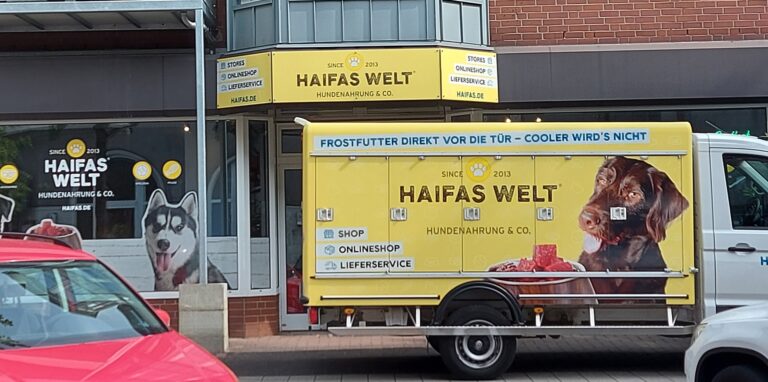 SINCE 2013
HAIFAS WELT
HUNDENAHRUNG & CO.
STORES
ONLINESHOP
LIEFERSERVICE
HAIFAS.DE
STORES
ONLINESHOP
LIEFERSERVICE
HAIFAS.DE
SINCE 2013
HAIFAS
WELT
HUNDENAHRUNG & CO.
HAIFAS.DE
FROSTFUTTER DIREKT VOR DIE TÜR – COOLER WIRD'S NICHT
SINCE 2013
HAIFAS WELT®
HUNDENAHRUNG & CO.
SHOP
ONLINESHOP
LIEFERSERVICE